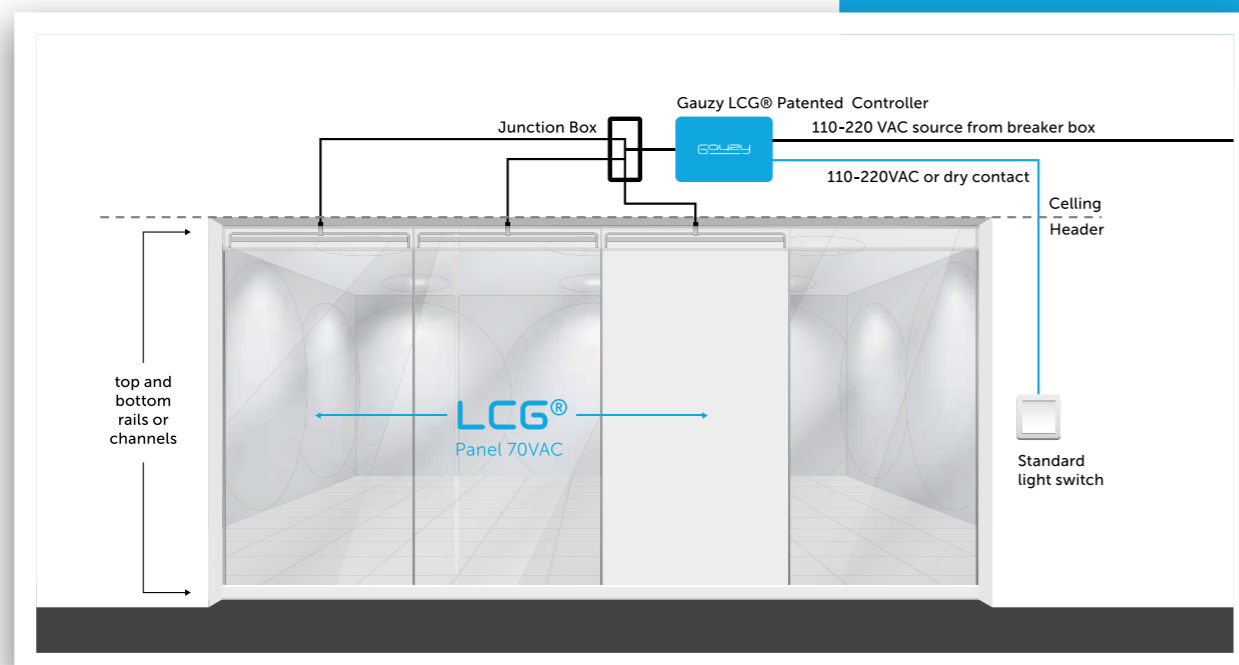 Gauzy LCG® Patented Controller
Junction Box
110-220 VAC source from breaker box
Gauzy
110-220VAC or dry contact
Celling
Header
top and
bottom
rails or
channels
LCG®
Panel 70VAC
Standard
light switch